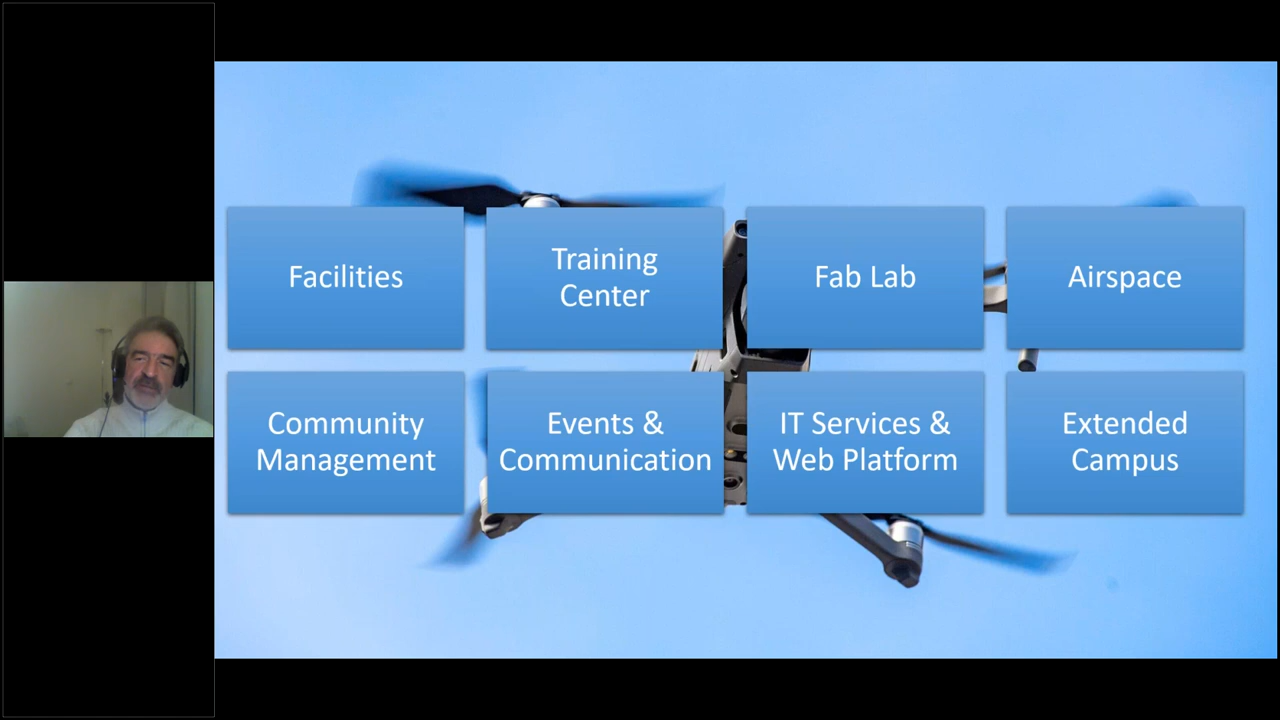 Facilities
Training
Center
Fab Lab
Airspace
Community
Management
Events &
Communication
IT Services &
Web Platform
Extended
Campus